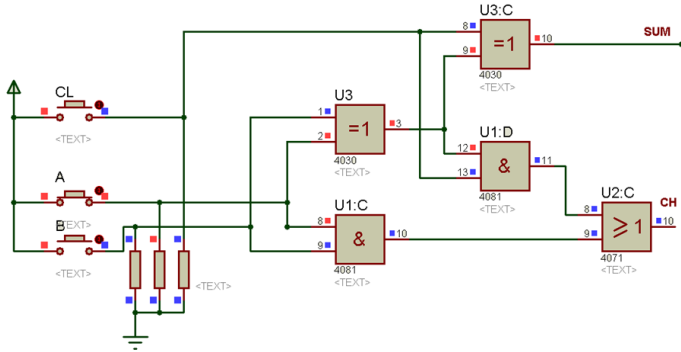 U3:C
8
=1
10
SUM
9
4030
<TEXT>
CL
<TEXT>
U3
1
=1
3
2
4030
<TEXT>
U1:D
12
&
11
13
4081
<TEXT>
A
<TEXT>
B
<TEXT>
U1:C
8
&
10
9
4081
<TEXT>
U2:C
8
≥1
10
CH
9
4071
<TEXT>
<TEXT>